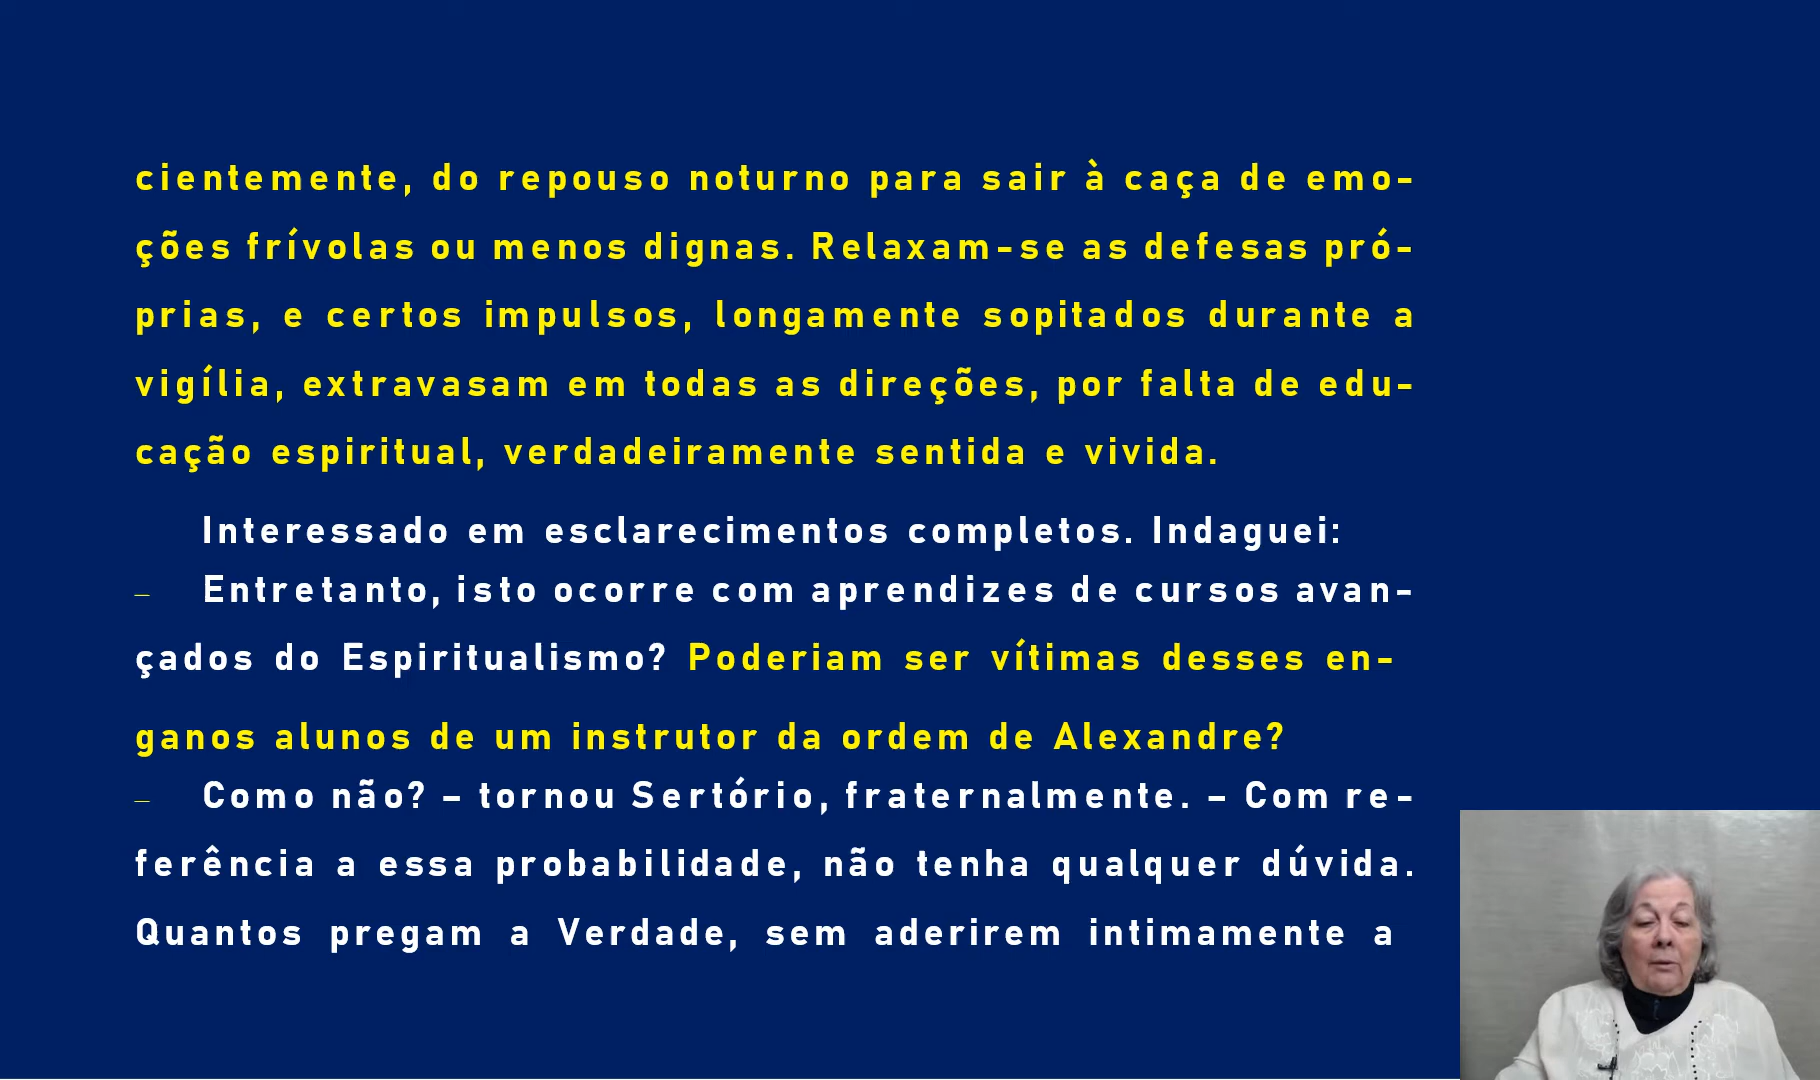 cientemente, do repouso noturno para sair à caça de emo-
ções frívolas ou menos dignas. Relaxam-se as defesas pró-
prias, e certos impulsos, longamente sopitados durante a
vigília, extravasam em todas as direções, por falta de edu-
cação espiritual, verdadeiramente sentida e vivida.
Interessado em esclarecimentos completos. Indaguei:
– Entretanto, isto ocorre com aprendizes de cursos avan-
çados do Espiritualismo? Poderiam ser vítimas desses en-
ganos alunos de um instrutor da ordem de Alexandre?
– Como não? – tornou Sertório, fraternalmente. – Com re-
ferência a essa probabilidade, não tenha qualquer dúvida.
Quantos pregam a Verdade, sem aderirem intimamente a